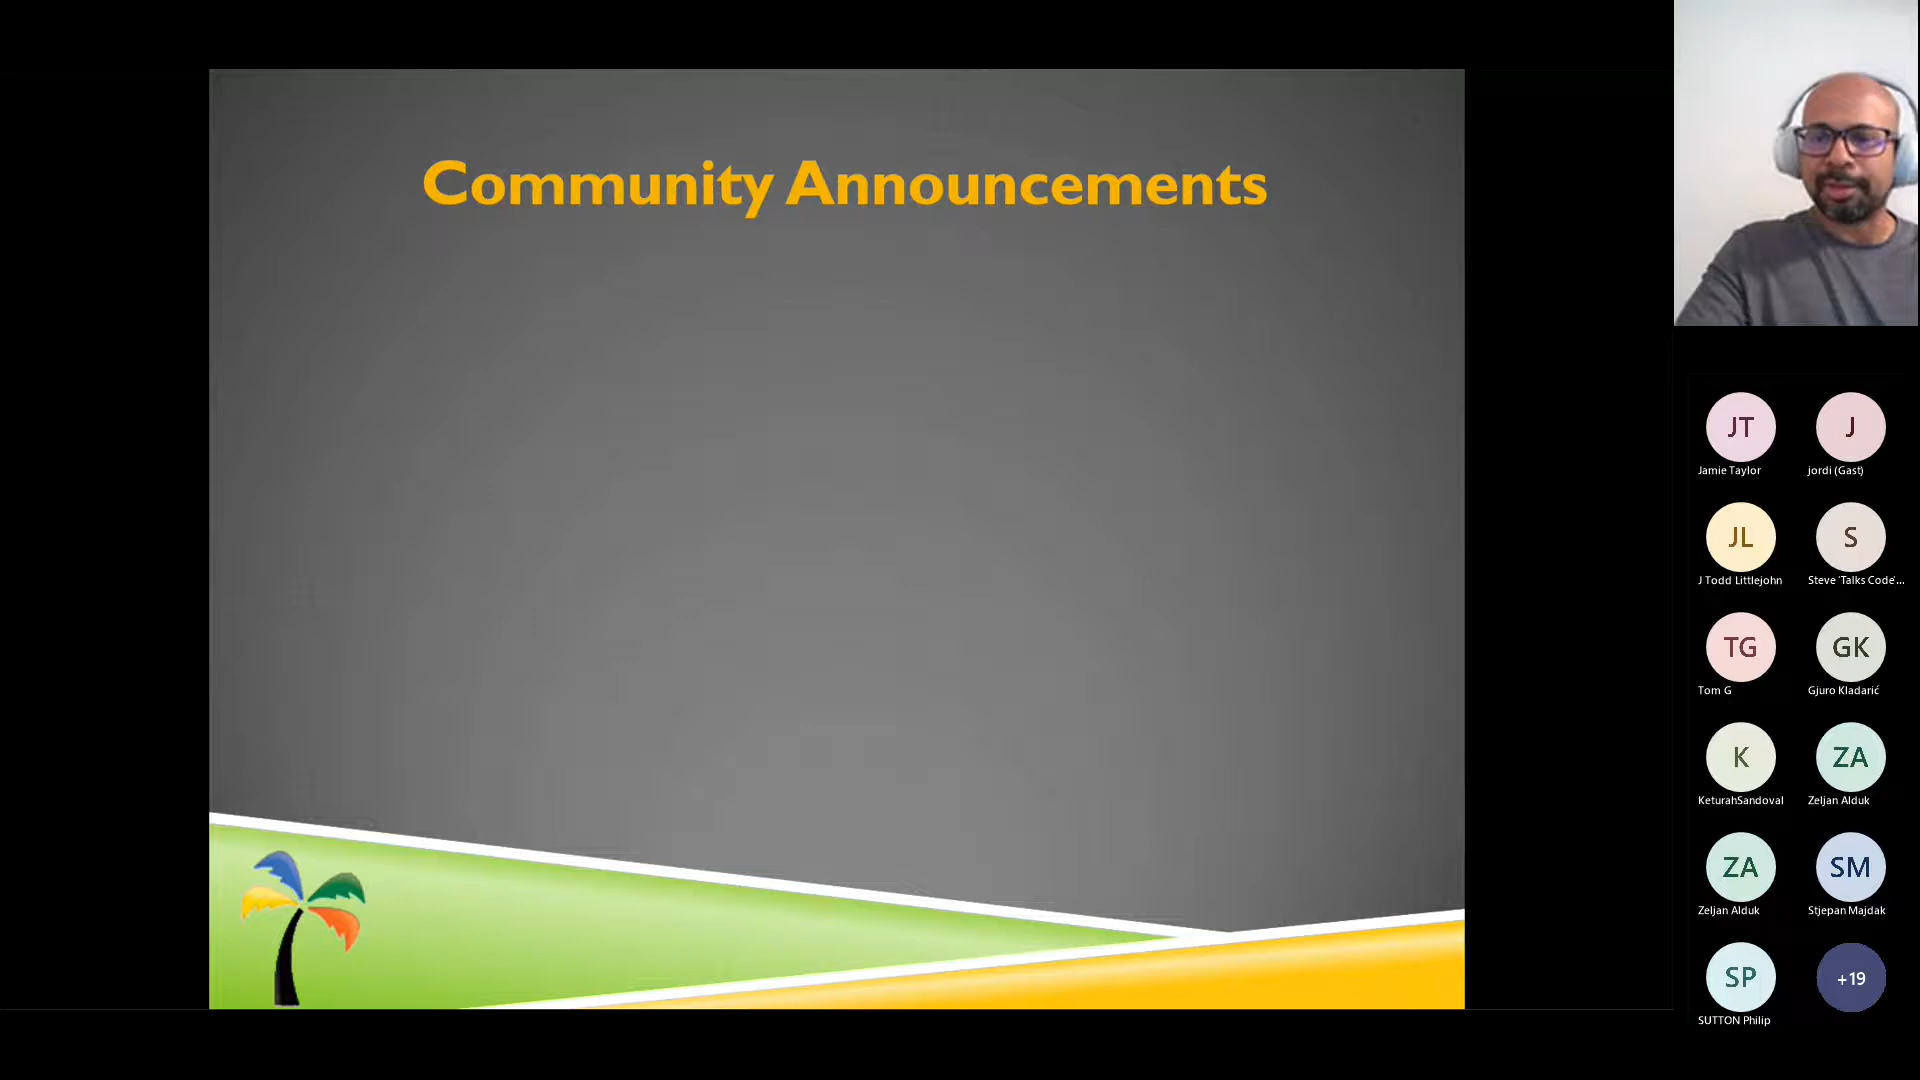 Community Announcements
JT
J
Jamie Taylor
jordi (Gast)
JL
S
J Todd Littlejohn
Steve 'Talks Code'...
TG
GK
Tom G
Gjuro Kladarić
K
ZA
KeturahSandoval
Zeljan Alduk
ZA
SM
Zeljan Alduk
Stjepan Majdak
SP
+19
SUTTON Philip